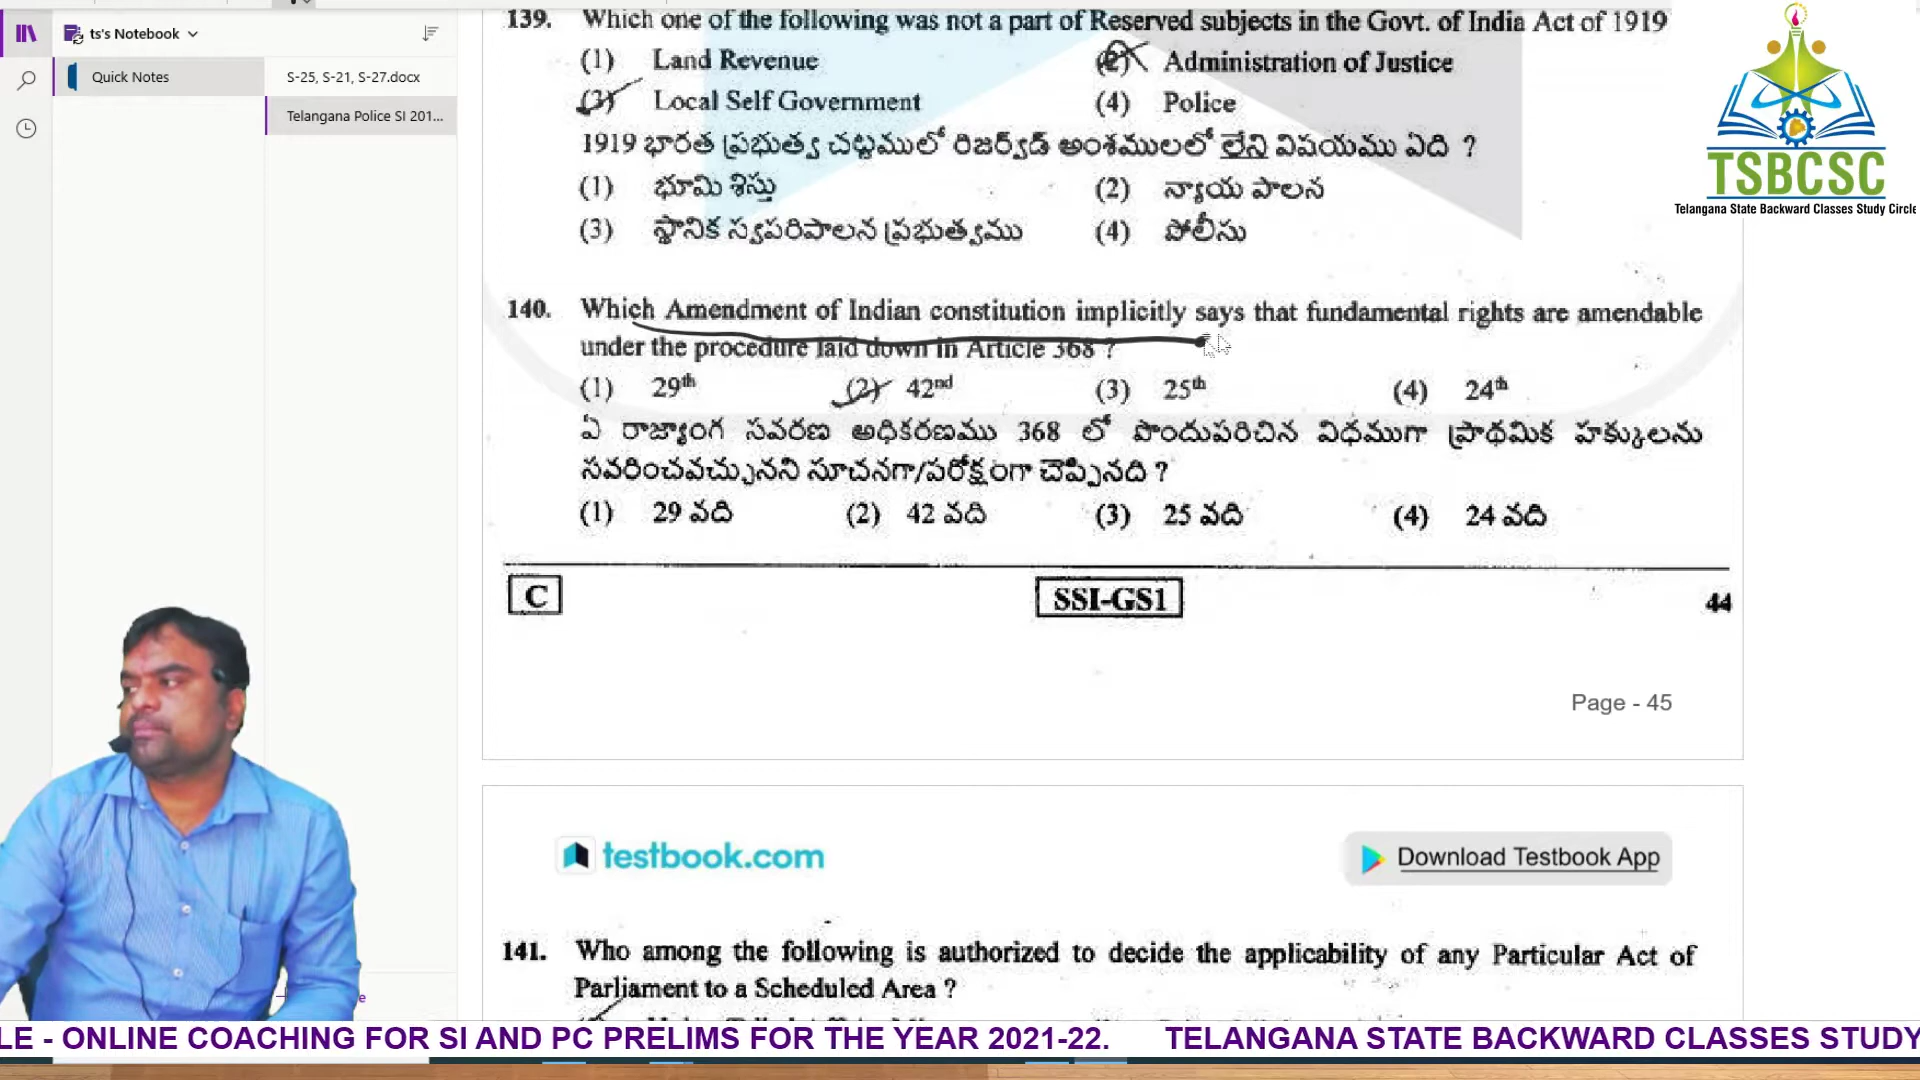 ts's Notebook
Quick Notes
S-25, S-21, S-27.docx
Telangana Police SI 201...
139. Which one of the following was not a part of Reserved subjects in the Govt. of India Act of 1919
(1) Land Revenue (2) Administration of Justice
(3) Local Self Government (4) Police
1919 భారత ప్రభుత్వ చట్టములో రిజర్వ్‌డ్ అంశములలో లేని విషయము ఏది ?
(1) భూమి శిస్తు (2) న్యాయ పాలన
(3) స్థానిక స్వపరిపాలన ప్రభుత్వము (4) పోలీసు
140. Which Amendment of Indian constitution implicitly says that fundamental rights are amendable
under the procedure laid down in Article 368 ?
(1) 29th (2) 42nd (3) 25th (4) 24th
ఏ రాజ్యాంగ సవరణ అధికరణము 368 లో పొందుపరిచిన విధముగా ప్రాథమిక హక్కులను
సవరించవచ్చునని సూచనగా/పరోక్షంగా చెప్పినది ?
(1) 29 వది (2) 42 వది (3) 25 వది (4) 24 వది
C SSI-GS1 44
Page - 45
testbook.com Download Testbook App
141. Who among the following is authorized to decide the applicability of any Particular Act of
Parliament to a Scheduled Area ?
TSBCSC
Telangana State Backward Classes Study Circle
LE - ONLINE COACHING FOR SI AND PC PRELIMS FOR THE YEAR 2021-22. TELANGANA STATE BACKWARD CLASSES STUDY